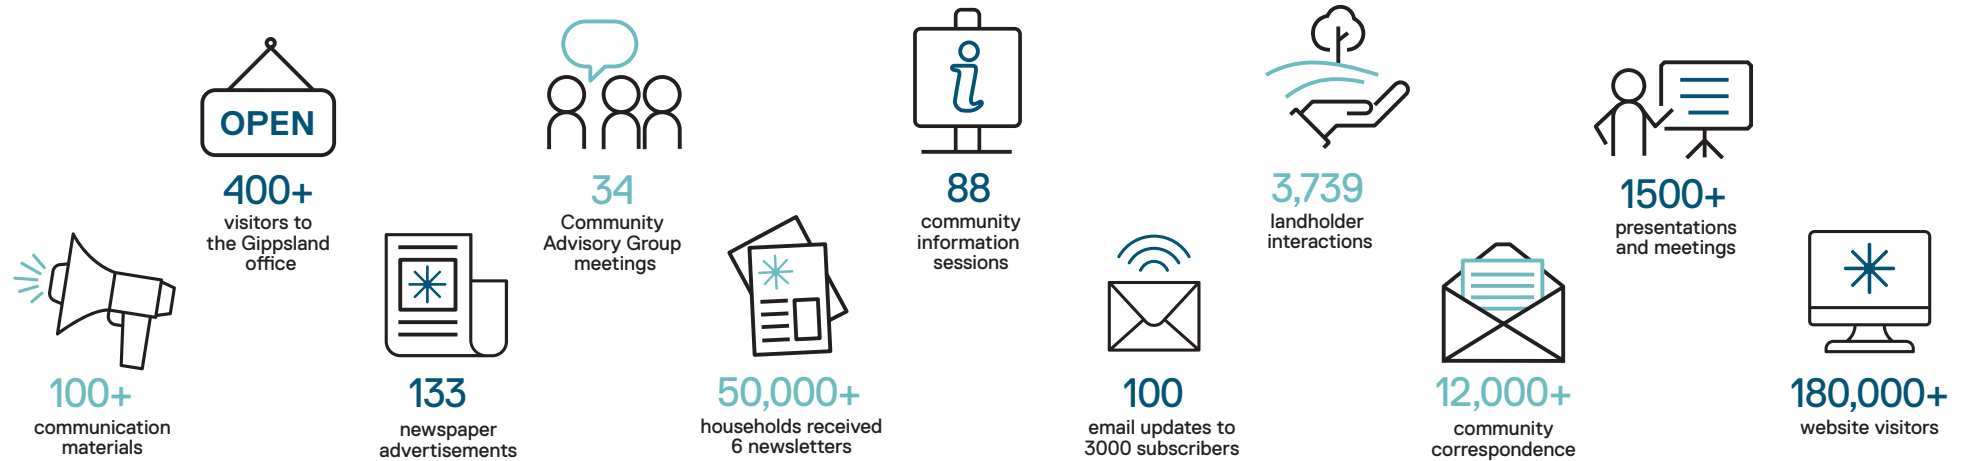 OPEN
400+
visitors to
the Gippsland
office
34
Community
Advisory Group
meetings
88
community
information
sessions
3,739
landholder
interactions
1500+
presentations
and meetings
100+
communication
materials
133
newspaper
advertisements
50,000+
households received
6 newsletters
100
email updates to
3000 subscribers
12,000+
community
correspondence
180,000+
website visitors